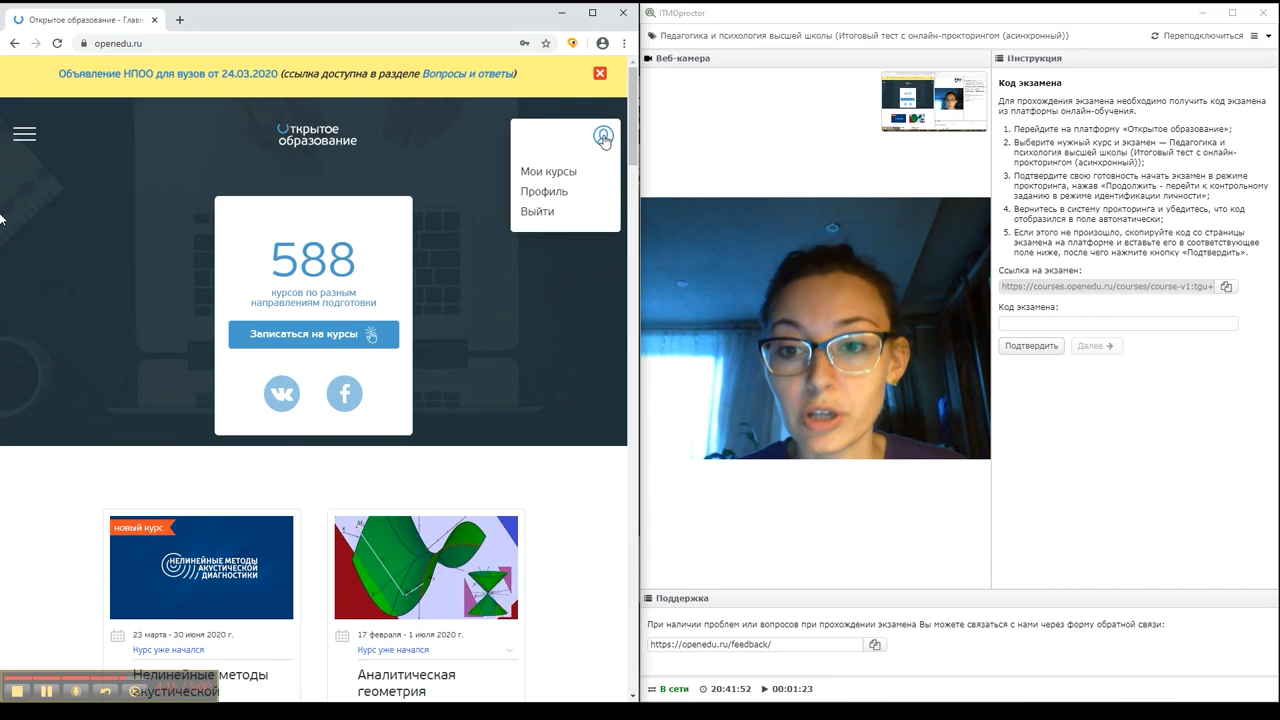 Открытое образование - Главн
openedu.ru
Объявление НПОО для вузов от 24.03.2020 (ссылка доступна в разделе Вопросы и ответы)
Открытое
образование
Мои курсы
Профиль
Выйти
588
курсов по разным
направлениям подготовки
Записаться на курсы
новый курс
НЕЛИНЕЙНЫЕ МЕТОДЫ
АКУСТИЧЕСКОЙ
ДИАГНОСТИКИ
23 марта - 30 июня 2020 г.
Курс уже начался
Нелинейные методы
акустической
17 февраля - 1 июля 2020 г.
Курс уже начался
Аналитическая
геометрия
ITMOproctor
Педагогика и психология высшей школы (Итоговый тест с онлайн-прокторингом (асинхронный))
Переподключиться
Веб-камера
Инструкция
Код экзамена
Для прохождения экзамена необходимо получить код экзамена
из платформы онлайн-обучения.
1. Перейдите на платформу «Открытое образование»;
2. Выберите нужный курс и экзамен — Педагогика и
психология высшей школы (Итоговый тест с онлайн-
прокторингом (асинхронный));
3. Подтвердите свою готовность начать экзамен в режиме
прокторинга, нажав «Продолжить - перейти к контрольному
заданию в режиме идентификации личности»;
4. Вернитесь в систему прокторинга и убедитесь, что код
отобразился в поле автоматически;
5. Если этого не произошло, скопируйте код со страницы
экзамена на платформе и вставьте его в соответствующее
поле ниже, после чего нажмите кнопку «Подтвердить».
Ссылка на экзамен:
https://courses.openedu.ru/courses/course-v1:tgu+
Код экзамена:
Подтвердить
Далее
Поддержка
При наличии проблем или вопросов при прохождении экзамена Вы можете связаться с нами через форму обратной связи:
https://openedu.ru/feedback/
В сети
20:41:52
00:01:23